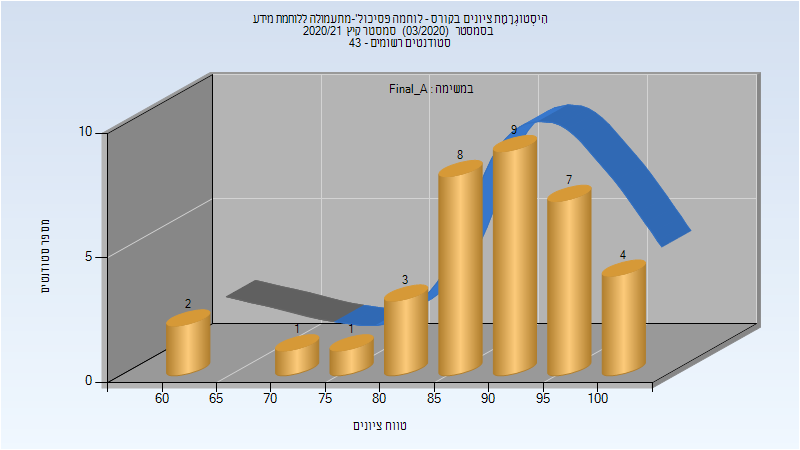 היסטוגרמת ציונים בקורס - לוחמה פסיכול'-מתעמולה ללוחמת מידע
בסמסטר (03/2020) סמסטר קיץ 2020/21
סטודנטים רשומים - 43
במשימה : Final_A
10
5
0
מספר סטודנטים
2
1
1
3
8
9
7
4
60 65 70 75 80 85 90 95 100
טווח ציונים